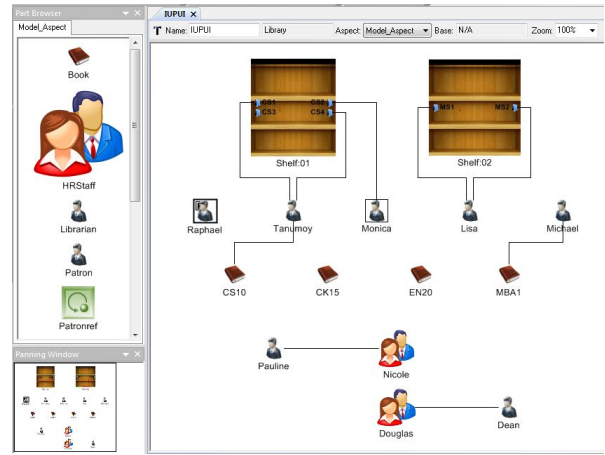 Part Browser
Model_Aspect
Book
HRStaff
Librarian
Patron
Patronref
Panning Window
IUPUI
Name: IUPUI Library Aspect: Model_Aspect Base: N/A Zoom: 100%
CS1 CS2
CS3 CS4
MS1 MS2
Shelf:01 Shelf:02
Raphael Tanumoy Monica Lisa Michael
CS10 CK15 EN20 MBA1
Pauline Nicole
Douglas Dean